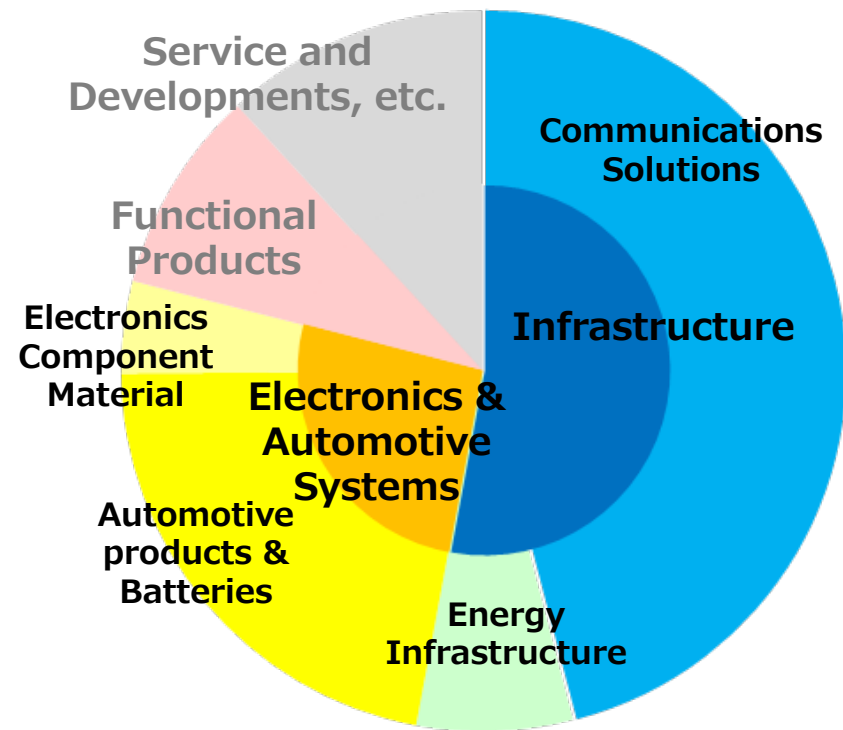 Service and
Developments, etc.
Communications
Solutions
Functional
Products
Infrastructure
Electronics
Component
Material
Electronics &
Automotive
Systems
Automotive
products &
Batteries
Energy
Infrastructure